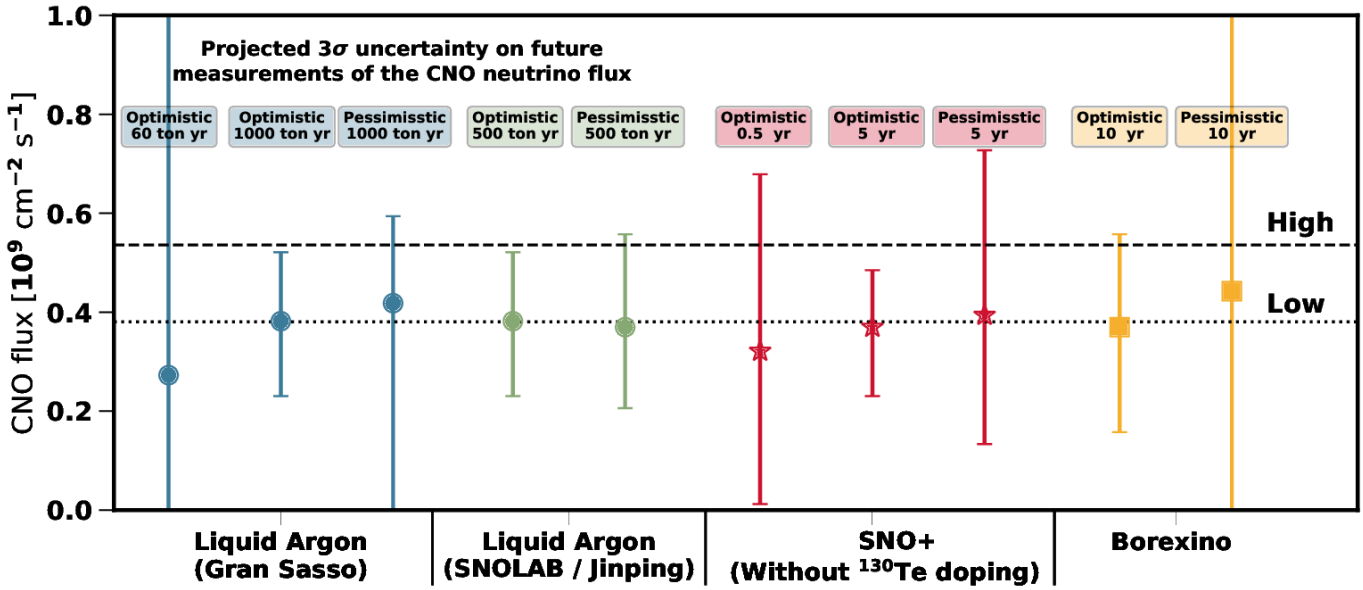 Projected 3σ uncertainty on future
measurements of the CNO neutrino flux
CNO flux [10⁹ cm⁻² s⁻¹]
1.0
0.8
0.6
0.4
0.2
0.0
Optimistic
60 ton yr
Optimistic
1000 ton yr
Pessimisstic
1000 ton yr
Optimistic
500 ton yr
Pessimisstic
500 ton yr
Optimistic
0.5 yr
Optimistic
5 yr
Pessimisstic
5 yr
Optimistic
10 yr
Pessimisstic
10 yr
High
Low
Liquid Argon
(Gran Sasso)
Liquid Argon
(SNOLAB / Jinping)
SNO+
(Without ¹³⁰Te doping)
Borexino